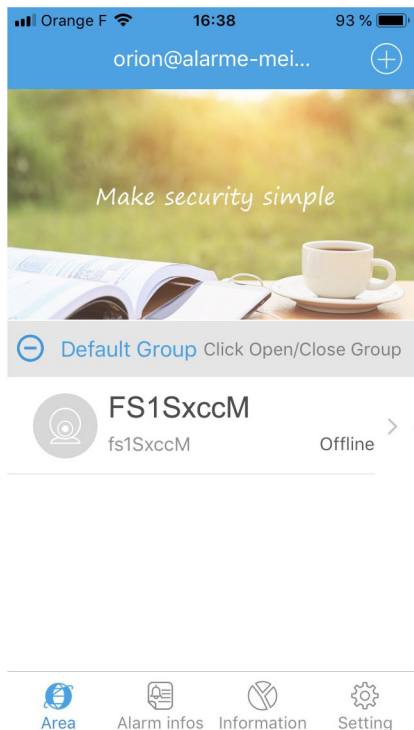 Orange F 16:38 93 %
orion@alarme-mei...
Make security simple
Default Group Click Open/Close Group
FS1SxccM
fs1SxccM Offline
Area Alarm infos Information Setting